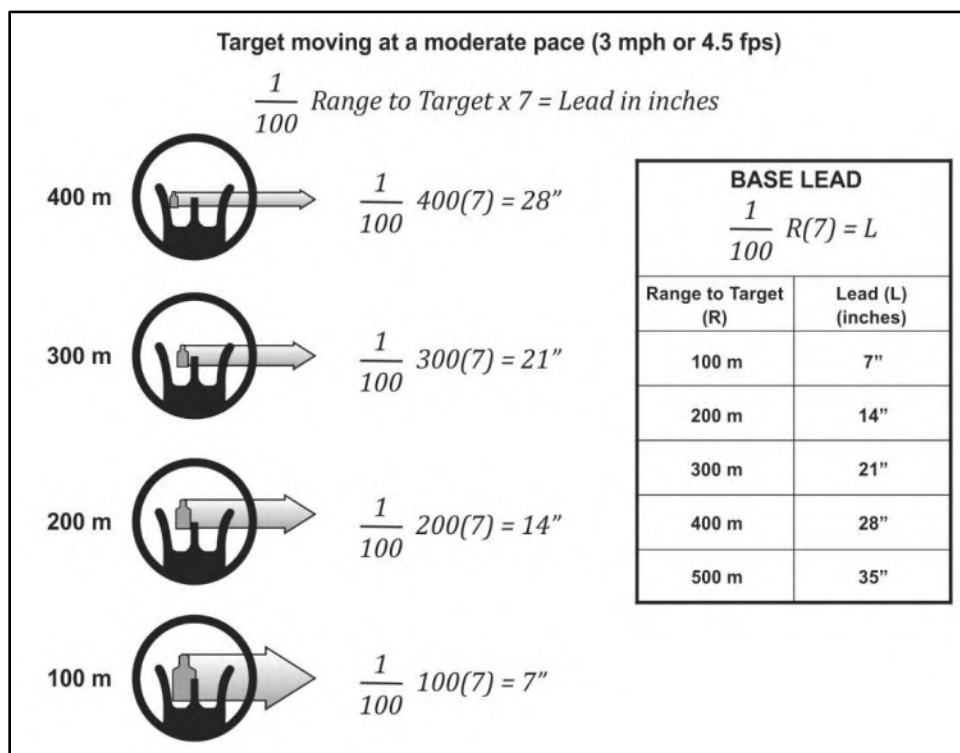 Target moving at a moderate pace (3 mph or 4.5 fps)
1/100 Range to Target x 7 = Lead in inches
400 m
1/100 400(7) = 28”
300 m
1/100 300(7) = 21”
200 m
1/100 200(7) = 14”
100 m
1/100 100(7) = 7”
BASE LEAD
1/100 R(7) = L
Range to Target (R)
Lead (L) (inches)
100 m 7”
200 m 14”
300 m 21”
400 m 28”
500 m 35”